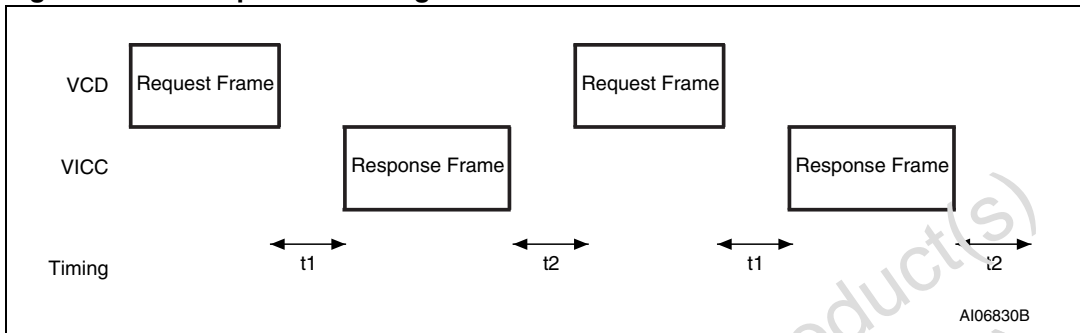 VCD
Request Frame
Request Frame
VICC
Response Frame
Response Frame
Timing
t1
t2
t1
t2
AI06830B